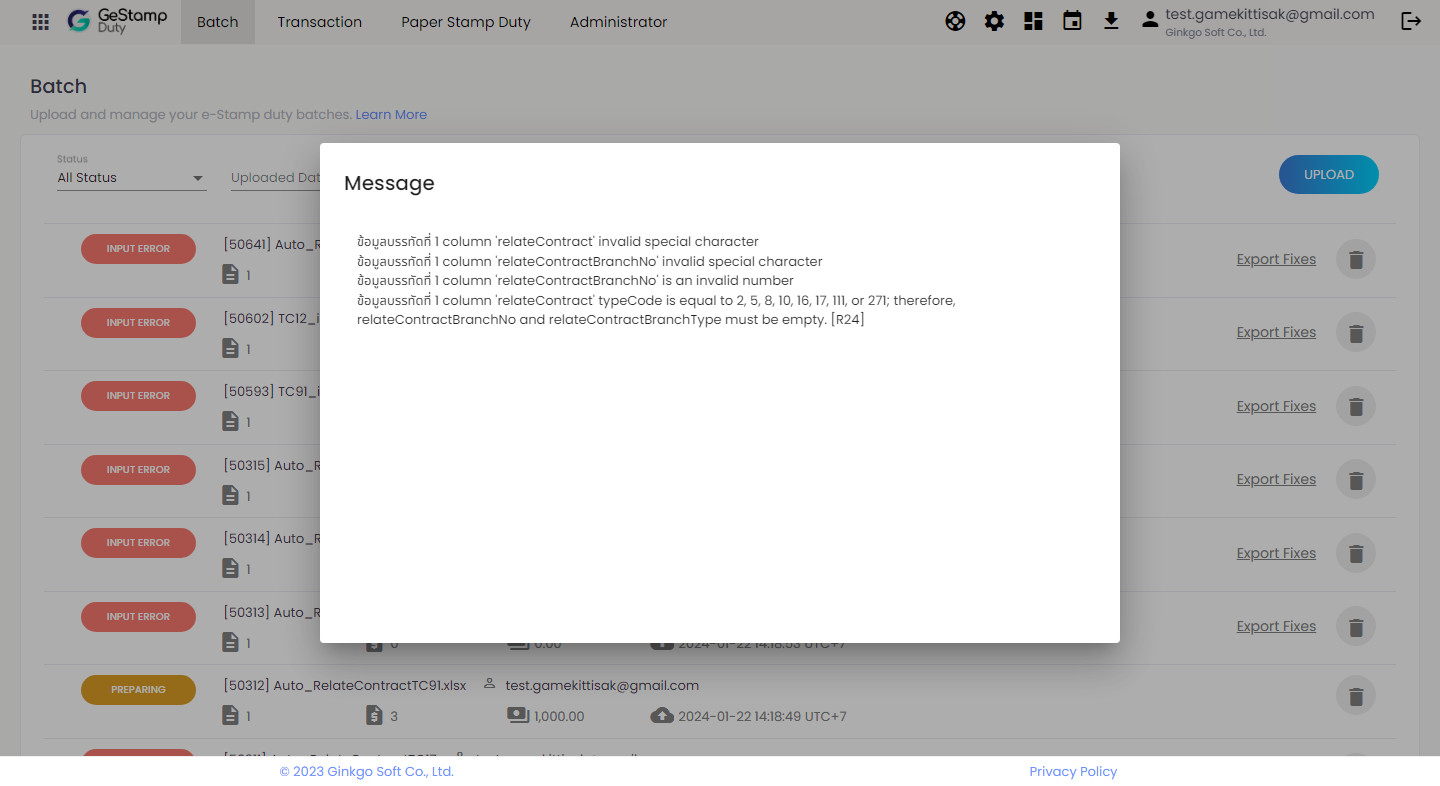 GeStamp
Duty
Batch
Transaction
Paper Stamp Duty
Administrator
test.gamekittisak@gmail.com
Ginkgo Soft Co., Ltd.
Batch
Upload and manage your e-Stamp duty batches. Learn More
Status
All Status
Uploaded Dat
UPLOAD
Message
ข้อมูลบรรทัดที่ 1 column 'relateContract' invalid special character
ข้อมูลบรรทัดที่ 1 column 'relateContractBranchNo' invalid special character
ข้อมูลบรรทัดที่ 1 column 'relateContractBranchNo' is an invalid number
ข้อมูลบรรทัดที่ 1 column 'relateContract' typeCode is equal to 2, 5, 8, 10, 16, 17, 111, or 271; therefore,
relateContractBranchNo and relateContractBranchType must be empty. [R24]
INPUT ERROR
[50641] Auto_R
1
Export Fixes
INPUT ERROR
[50602] TC12_i
1
Export Fixes
INPUT ERROR
[50593] TC91_i
1
Export Fixes
INPUT ERROR
[50315] Auto_R
1
Export Fixes
INPUT ERROR
[50314] Auto_R
1
Export Fixes
INPUT ERROR
[50313] Auto_R
1
0
0.00
2024-01-22 14:18:53 UTC+7
Export Fixes
PREPARING
[50312] Auto_RelateContractTC91.xlsx
test.gamekittisak@gmail.com
1
3
1,000.00
2024-01-22 14:18:49 UTC+7
© 2023 Ginkgo Soft Co., Ltd.
Privacy Policy